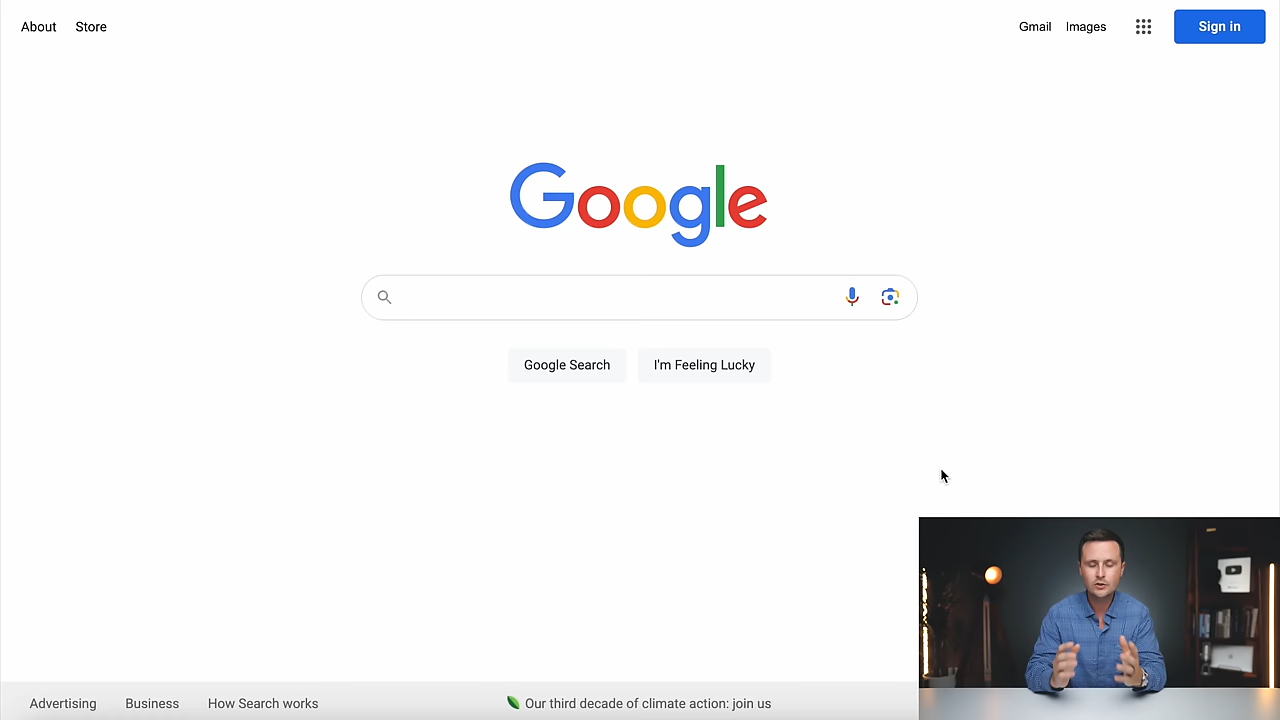 About Store
Gmail Images Sign in
Google
Google Search I'm Feeling Lucky
Advertising Business How Search works Our third decade of climate action: join us